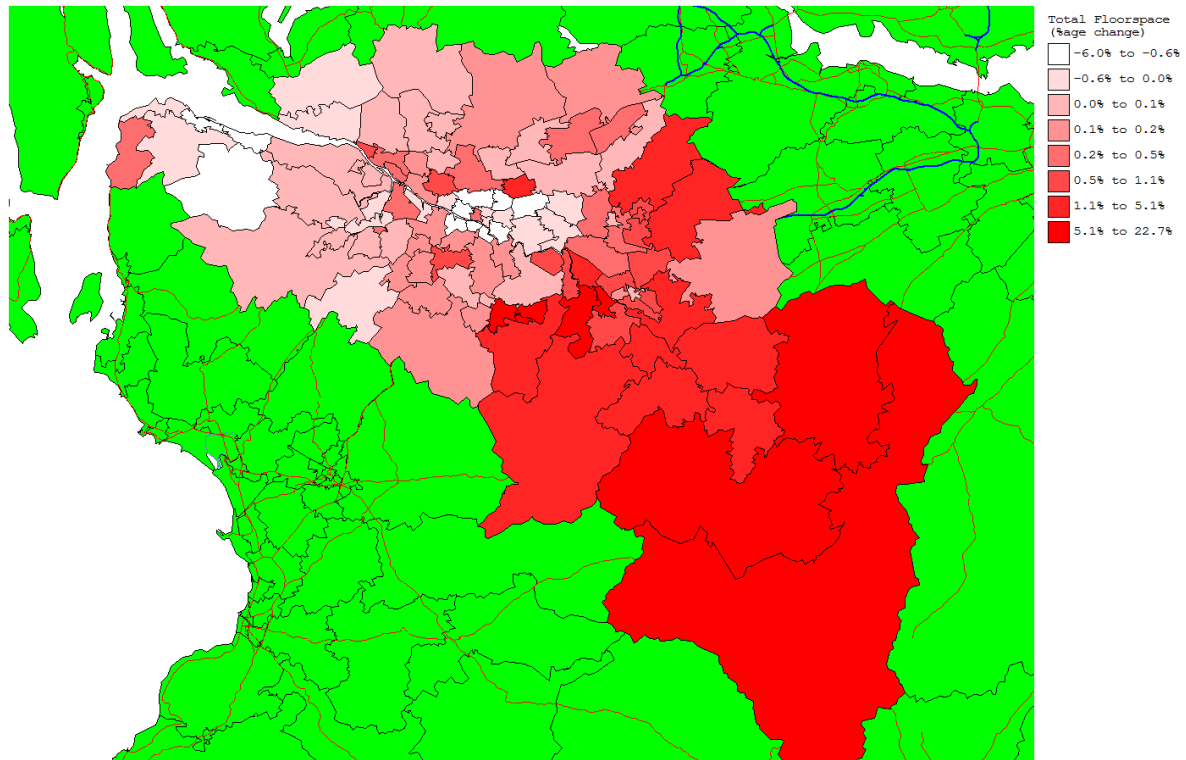 Total Floorspace
(%age change)
-6.0% to -0.6%
-0.6% to 0.0%
0.0% to 0.1%
0.1% to 0.2%
0.2% to 0.5%
0.5% to 1.1%
1.1% to 5.1%
5.1% to 22.7%